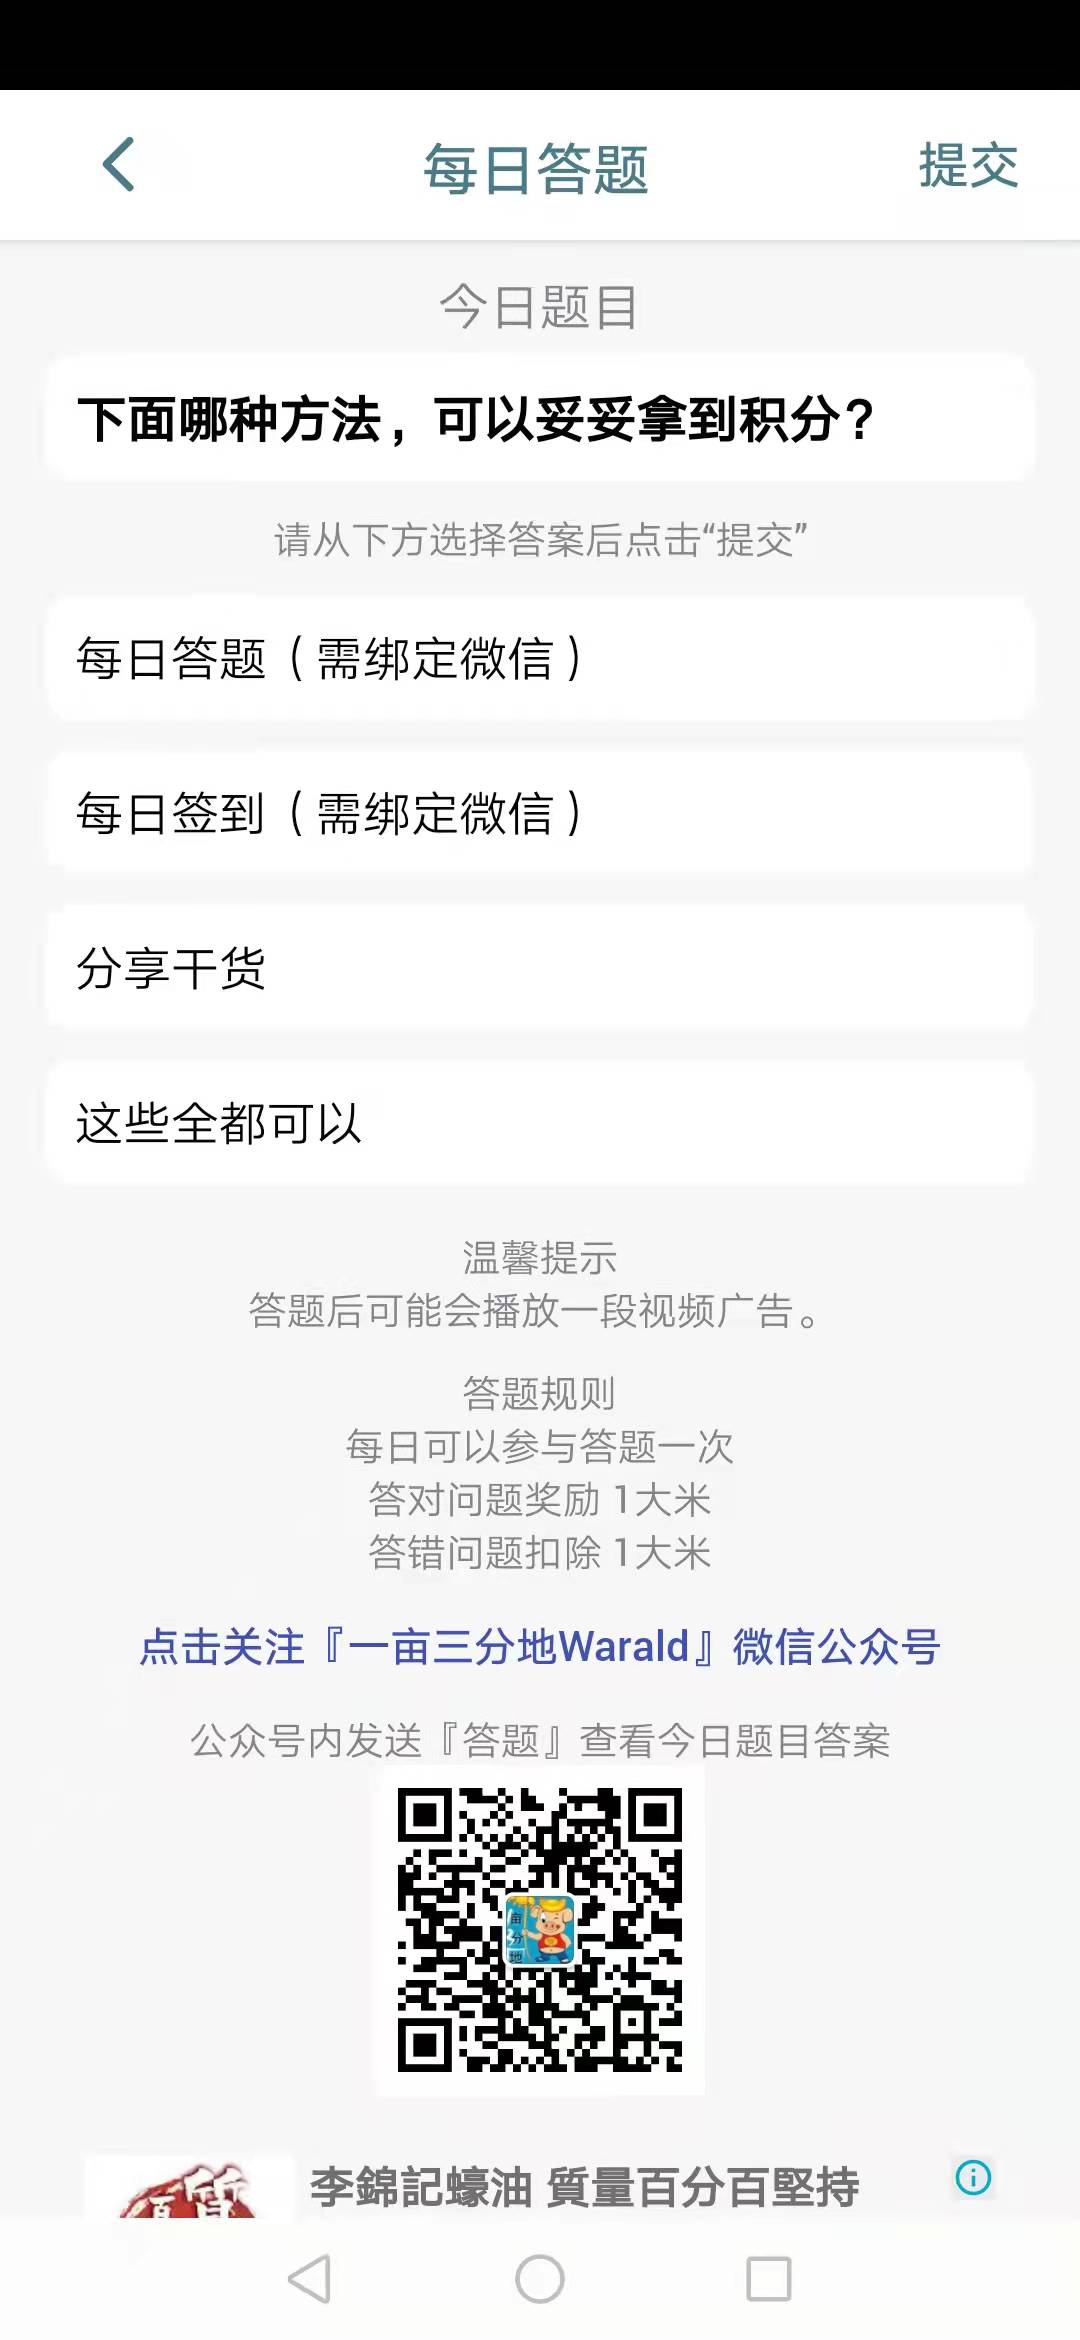 每日答题
提交
今日题目
下面哪种方法，可以妥妥拿到积分？
请从下方选择答案后点击“提交”
每日答题（需绑定微信）
每日签到（需绑定微信）
分享干货
这些全都可以
温馨提示
答题后可能会播放一段视频广告。
答题规则
每日可以参与答题一次
答对问题奖励 1大米
答错问题扣除 1大米
点击关注『一亩三分地Warald』微信公众号
公众号内发送『答题』查看今日题目答案
李錦記蠔油 質量百分百堅持